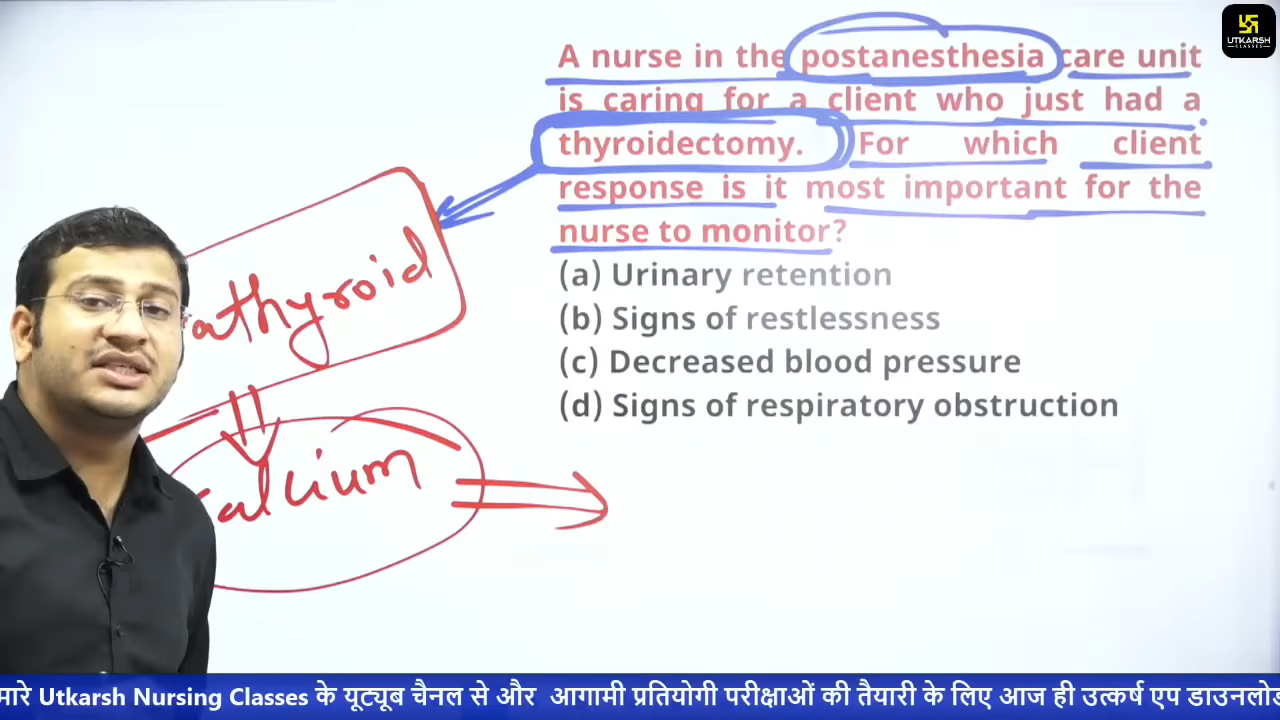 UTKARSH
CLASSES
A nurse in the postanesthesia care unit
is caring for a client who just had a
thyroidectomy. For which client
response is it most important for the
nurse to monitor?
(a) Urinary retention
(b) Signs of restlessness
(c) Decreased blood pressure
(d) Signs of respiratory obstruction
athyroid
Calcium
मारे Utkarsh Nursing Classes के यूट्यूब चैनल से और आगामी प्रतियोगी परीक्षाओं की तैयारी के लिए आज ही उत्कर्ष एप डाउनलोड